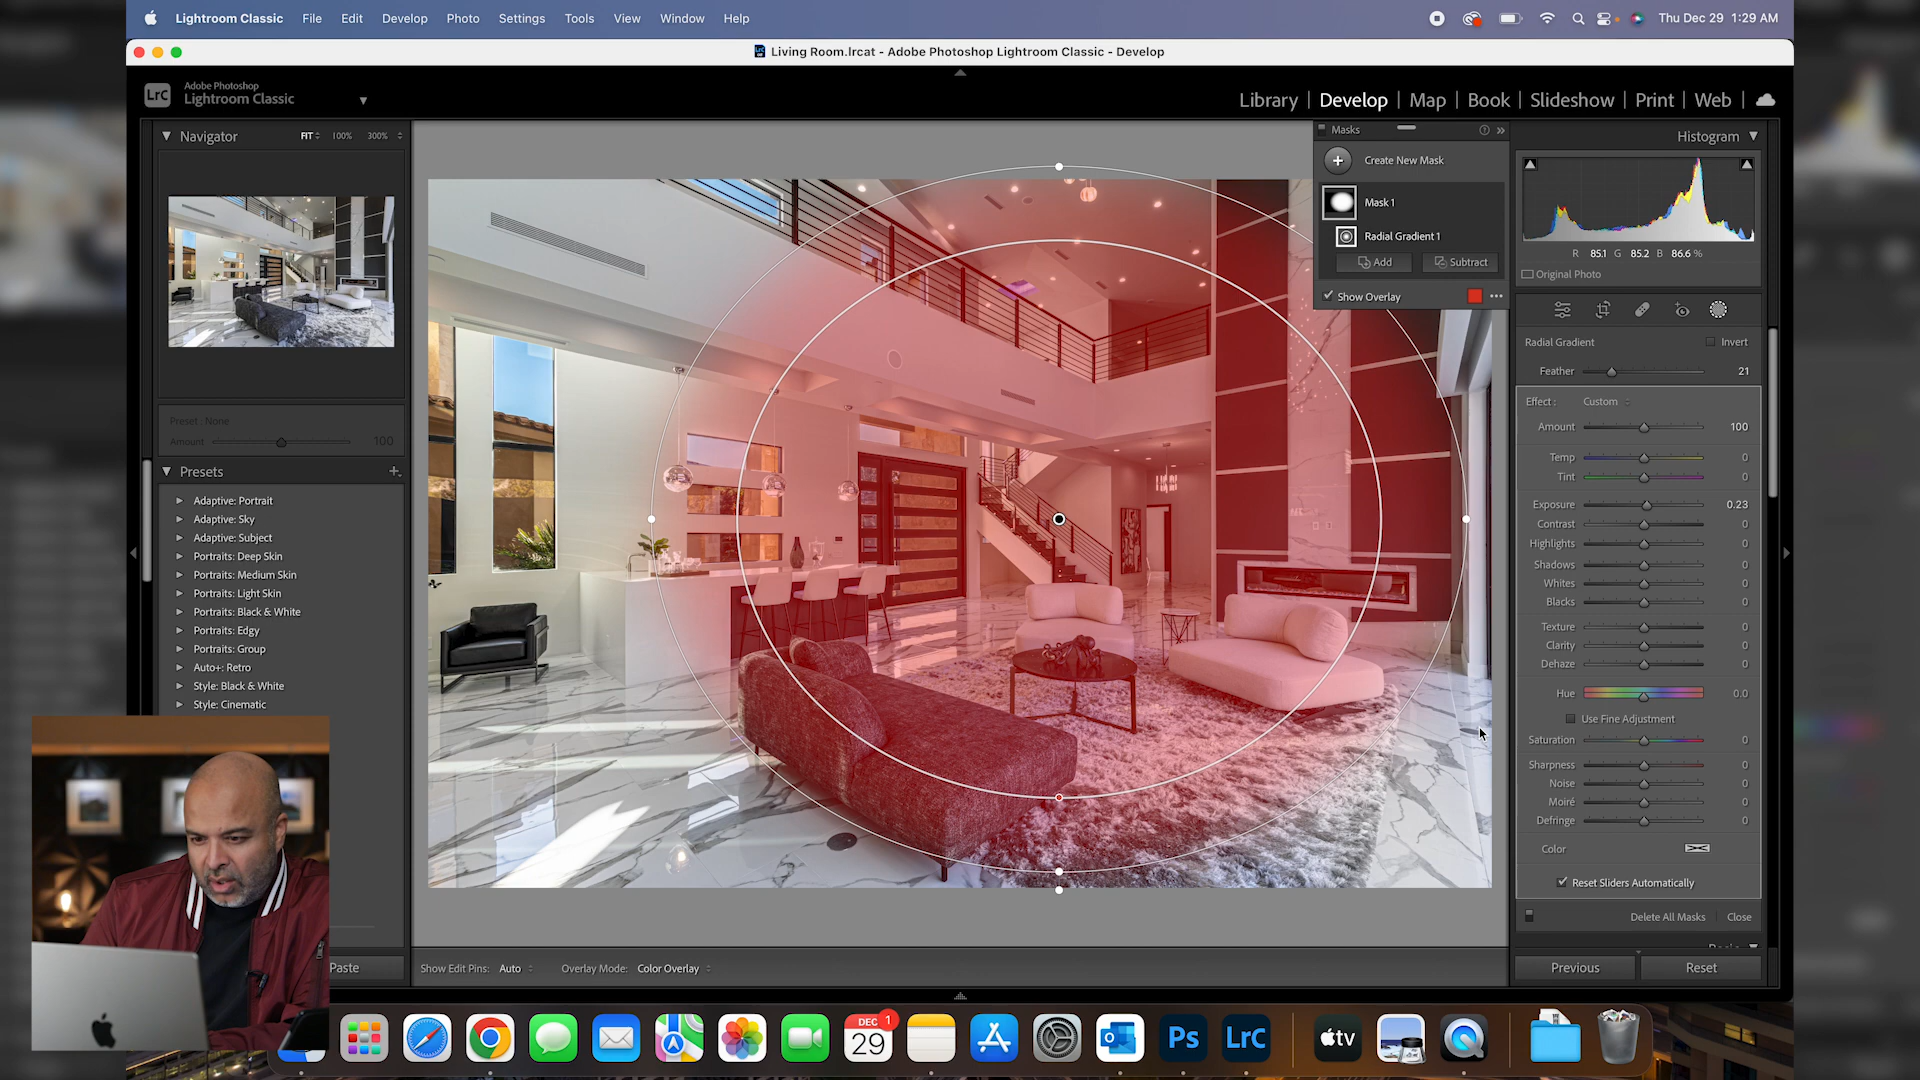 Lightroom Classic File Edit Develop Photo Settings Tools View Window Help
Thu Dec 29 1:29 AM
Living Room.lrcat - Adobe Photoshop Lightroom Classic - Develop
LrC
Adobe Photoshop
Lightroom Classic
Library | Develop | Map | Book | Slideshow | Print | Web
Navigator FIT 100% 300%
Preset: None
Amount 100
Presets
Adaptive: Portrait
Adaptive: Sky
Adaptive: Subject
Portraits: Deep Skin
Portraits: Medium Skin
Portraits: Light Skin
Portraits: Black & White
Portraits: Edgy
Portraits: Group
Auto+: Retro
Style: Black & White
Style: Cinematic
Paste
Masks
Create New Mask
Mask 1
Radial Gradient 1
Add Subtract
Show Overlay
Show Edit Pins: Auto Overlay Mode: Color Overlay
Histogram
R 85.1 G 85.2 B 86.6 %
Original Photo
Radial Gradient Invert
Feather 21
Effect: Custom
Amount 100
Temp 0
Tint 0
Exposure 0.23
Contrast 0
Highlights 0
Shadows 0
Whites 0
Blacks 0
Texture 0
Clarity 0
Dehaze 0
Hue 0.0
Use Fine Adjustment
Saturation 0
Sharpness 0
Noise 0
Moiré 0
Defringe 0
Color
Reset Sliders Automatically
Delete All Masks Close
Previous Reset
DEC 1
29
Ps
LrC
tv